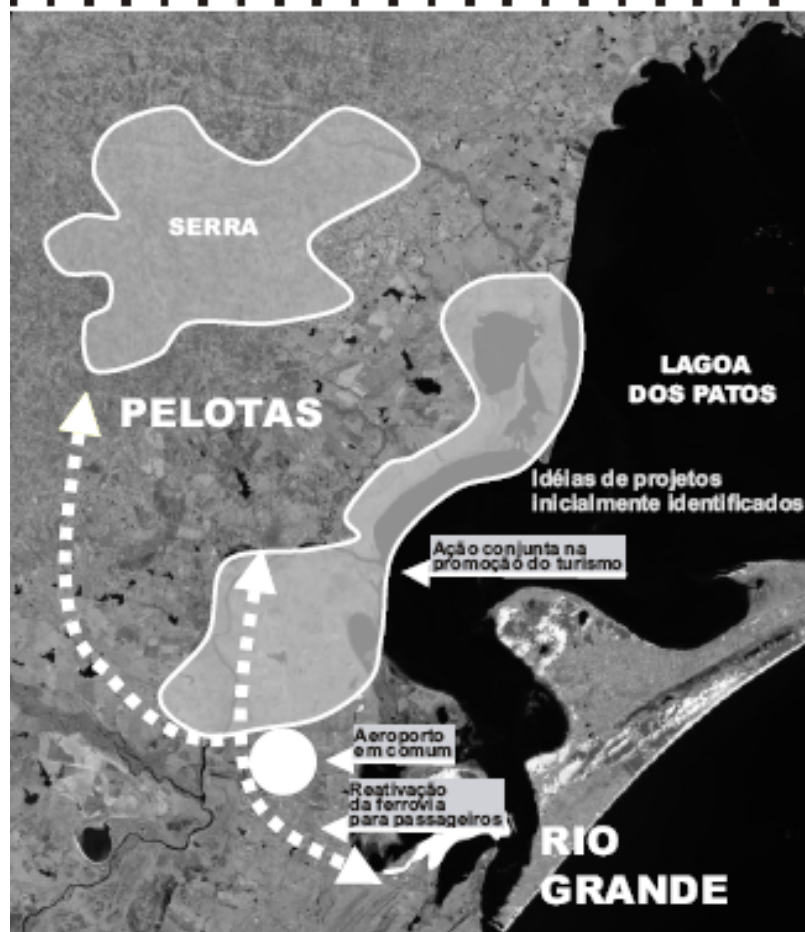 SERRA
PELOTAS
LAGOA
DOS PATOS
Idéias de projetos
inicialmente identificados
Ação conjunta na
promoção do turismo
Aeroporto
em comum
Reativação
da ferrovia
para passageiros
RIO
GRANDE